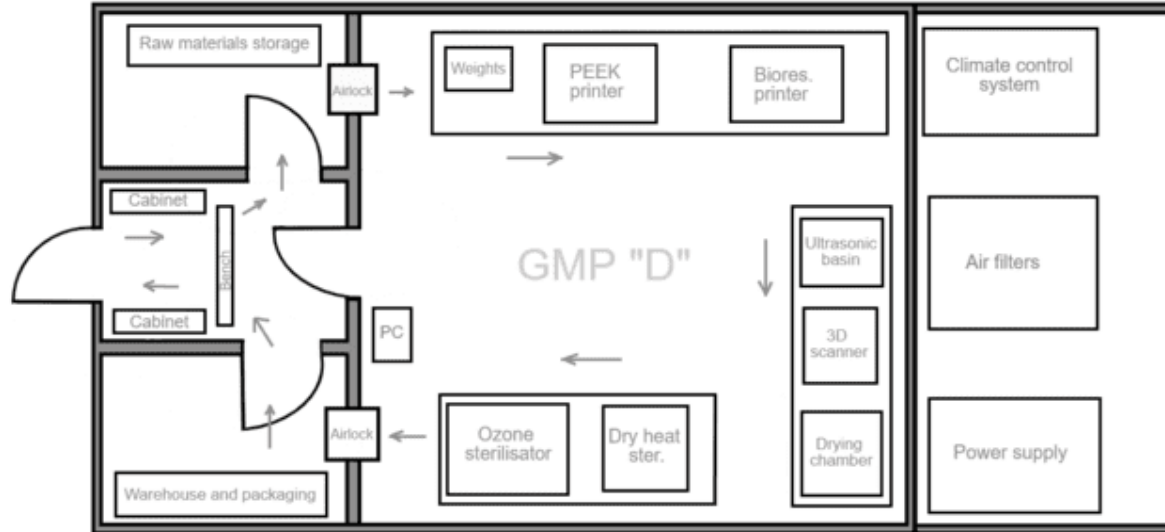 Raw materials storage
Airlock
Weights
PEEK
printer
Biores.
printer
Climate control
system
Cabinet
Bench
Cabinet
GMP "D"
Ultrasonic
basin
Air filters
PC
3D
scanner
Airlock
Ozone
sterilisator
Dry heat
ster.
Drying
chamber
Power supply
Warehouse and packaging